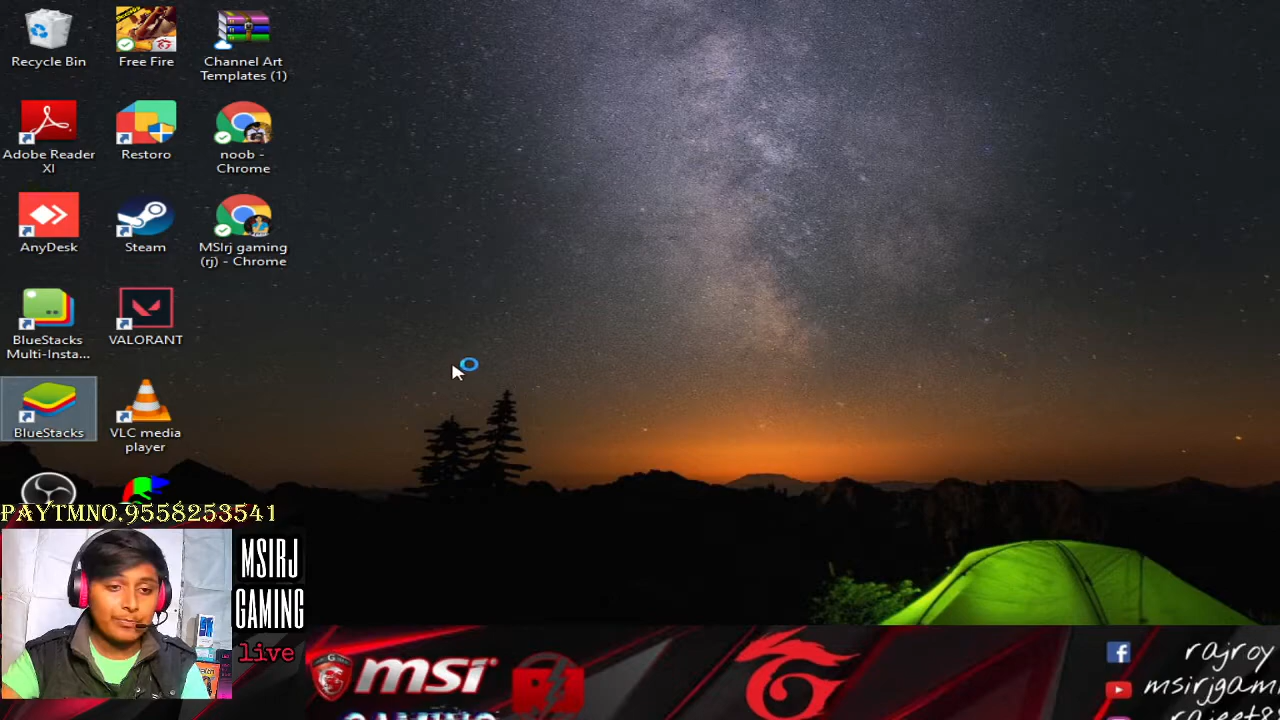 Recycle Bin
Free Fire
Channel Art
Templates (1)
Adobe Reader
XI
Restoro
noob -
Chrome
AnyDesk
Steam
MSIrj gaming
(rj) - Chrome
BlueStacks
Multi-Insta...
VALORANT
BlueStacks
VLC media
player
PAYTMNO.9558253541
MSIRJ
GAMING
live
msi
GAMING
rajroy
msirjgam